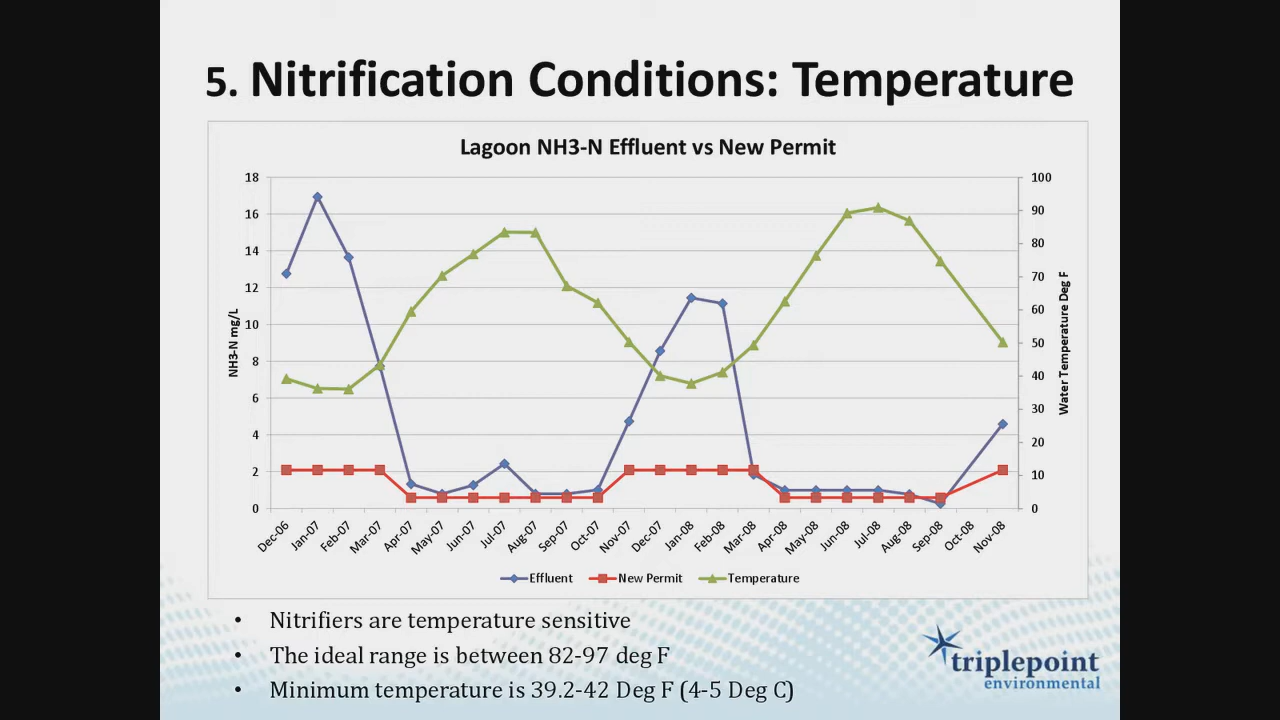 5. Nitrification Conditions: Temperature
Lagoon NH3-N Effluent vs New Permit
NH3-N mg/L
18
16
14
12
10
8
6
4
2
0
100
90
80
70
60
50
40
30
20
10
0
Water Temperature Deg F
Dec-06 Jan-07 Feb-07 Mar-07 Apr-07 May-07 Jun-07 Jul-07 Aug-07 Sep-07 Oct-07 Nov-07 Dec-07 Jan-08 Feb-08 Mar-08 Apr-08 May-08 Jun-08 Jul-08 Aug-08 Sep-08 Oct-08 Nov-08
Effluent New Permit Temperature
• Nitrifiers are temperature sensitive
• The ideal range is between 82-97 deg F
• Minimum temperature is 39.2-42 Deg F (4-5 Deg C)
triplepoint
environmental